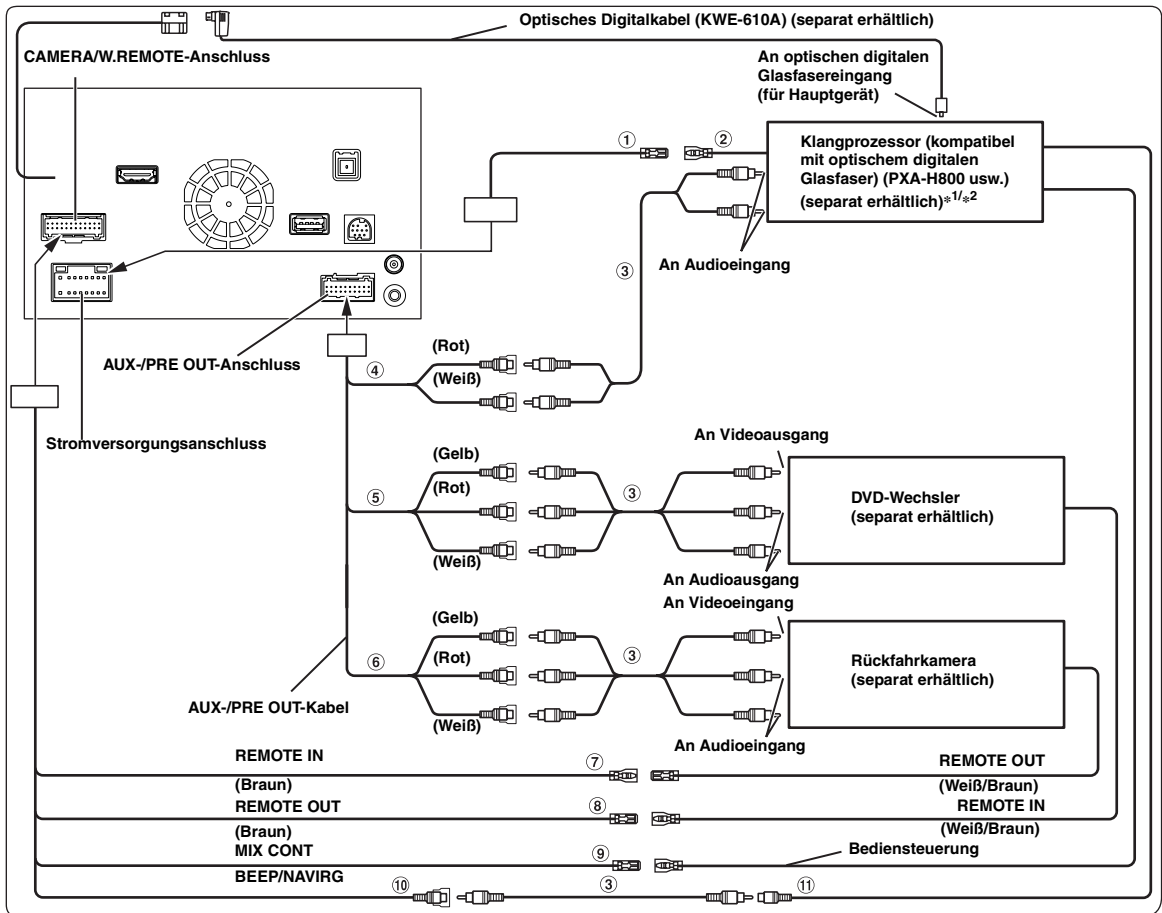 Optisches Digitalkabel (KWE-610A) (separat erhältlich)
CAMERA/W.REMOTE-Anschluss
An optischen digitalen
Glasfasereingang
(für Hauptgerät)
①
②
Klangprozessor (kompatibel
mit optischem digitalen
Glasfaser) (PXA-H800 usw.)
(separat erhältlich)*1/*2
An Audioeingang
③
AUX-/PRE OUT-Anschluss
(Rot)
④
(Weiß)
Stromversorgungsanschluss
An Videoausgang
(Gelb)
(Rot)
⑤
③
(Weiß)
DVD-Wechsler
(separat erhältlich)
An Audioausgang
An Videoeingang
(Gelb)
(Rot)
⑥
③
(Weiß)
Rückfahrkamera
(separat erhältlich)
AUX-/PRE OUT-Kabel
An Audioeingang
REMOTE IN
⑦
REMOTE OUT
(Braun)
(Weiß/Braun)
REMOTE OUT
⑧
REMOTE IN
(Braun)
(Weiß/Braun)
MIX CONT
⑨
Bediensteuerung
BEEP/NAVIRG
⑩
③
⑪